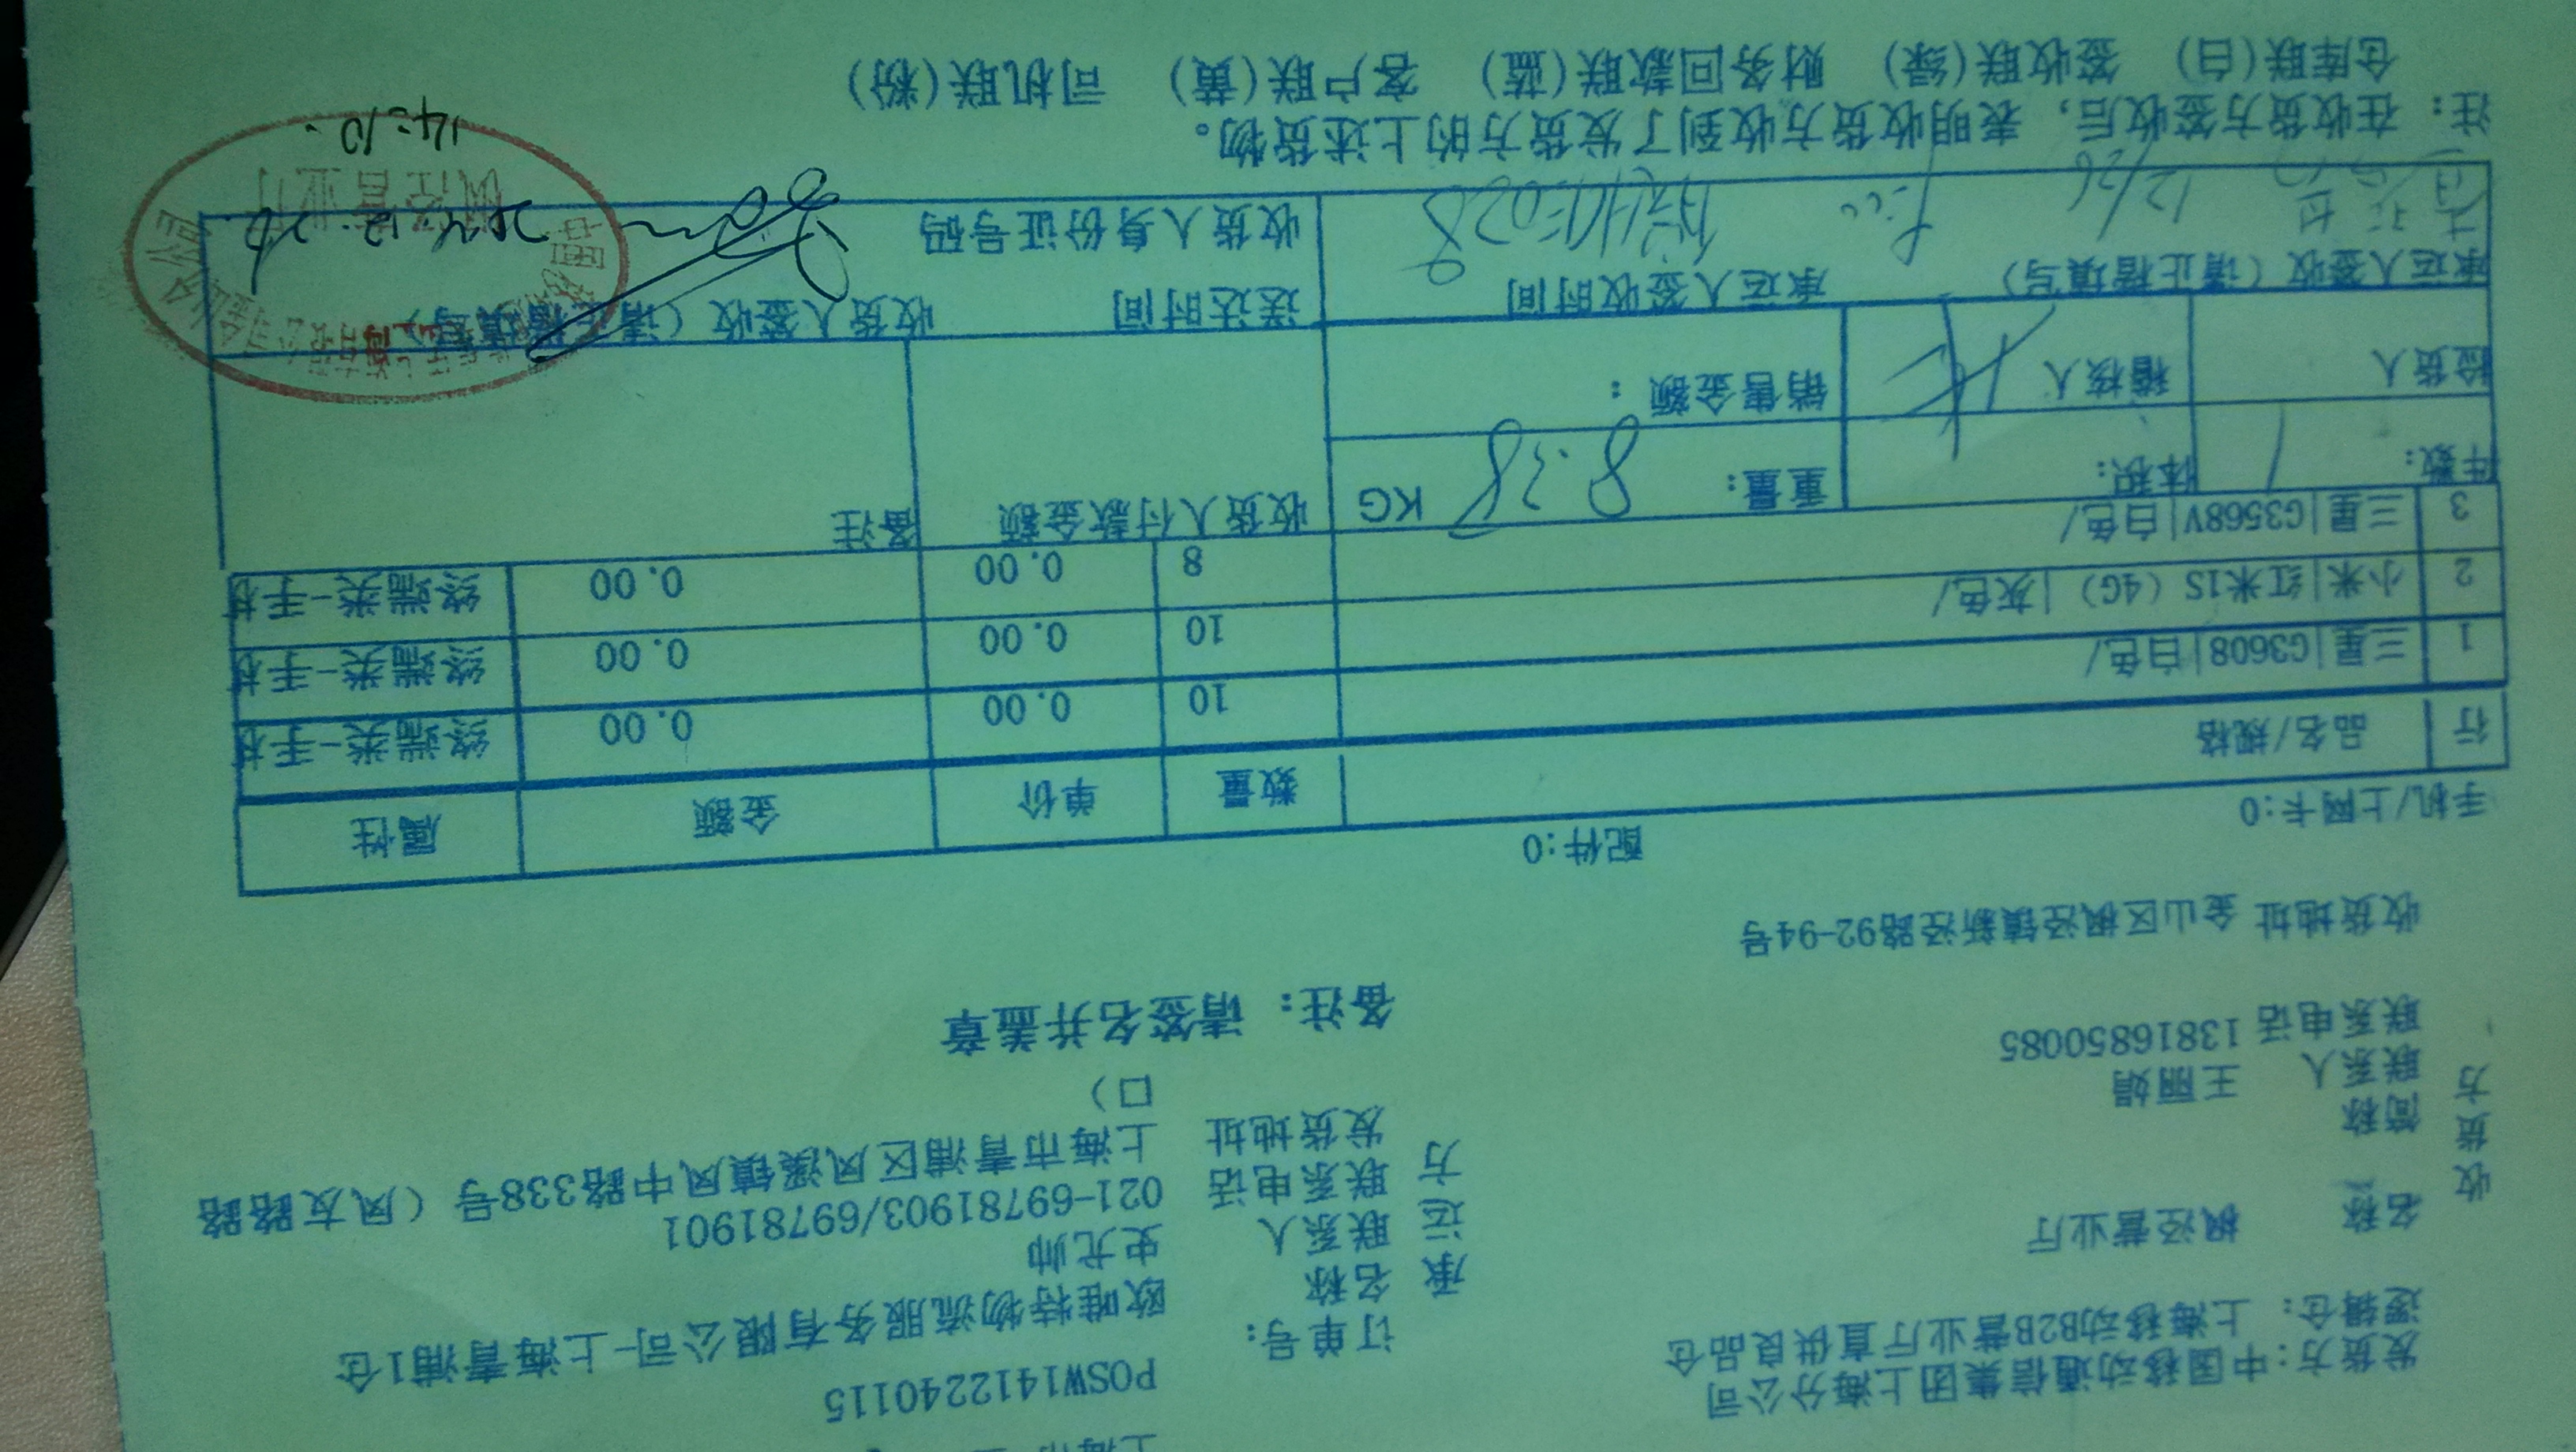 发货方:中国移动通信集团上海分公司
逻辑仓: 上海移动B2B营业厅直供良品仓
订单号: POSW1412240115
收货方
名称 枫泾营业厅
简称
联系人 王丽娟
联系电话 13816850085
收货地址 金山区枫泾镇新泾路92-94号
承运方
名称 欧唯特物流服务有限公司-上海青浦1仓
联系人 史尤帅
联系电话 021-69781903/69781901
发货地址 上海市青浦区凤溪镇凤中路338号（凤友路路口）
备注: 请签名并盖章
手机/上网卡:0 配件:0
行 品名/规格 数量 单价 金额 属性
1 三星|G3608|白色/ 10 0.00 0.00 终端类-手机
2 小米|红米1S（4G）|灰色/ 10 0.00 0.00 终端类-手机
3 三星|G3568V|白色/ 8 0.00 0.00 终端类-手机
件数: 1 体积: 重量: 8.38 KG 收货人付款金额 备注
验货人 稽核人 销售金额:
承运人签收（请正楷填写） 承运人签收时间 送达时间 收货人签收（请正楷填写）
12/26
收货人身份证号码
2014.12.26
14:10.
枫泾营业厅
注: 在收货方签收后, 表明收货方收到了发货方的上述货物。
仓库联(白) 签收联(绿) 财务回款联(蓝) 客户联(黄) 司机联(粉)